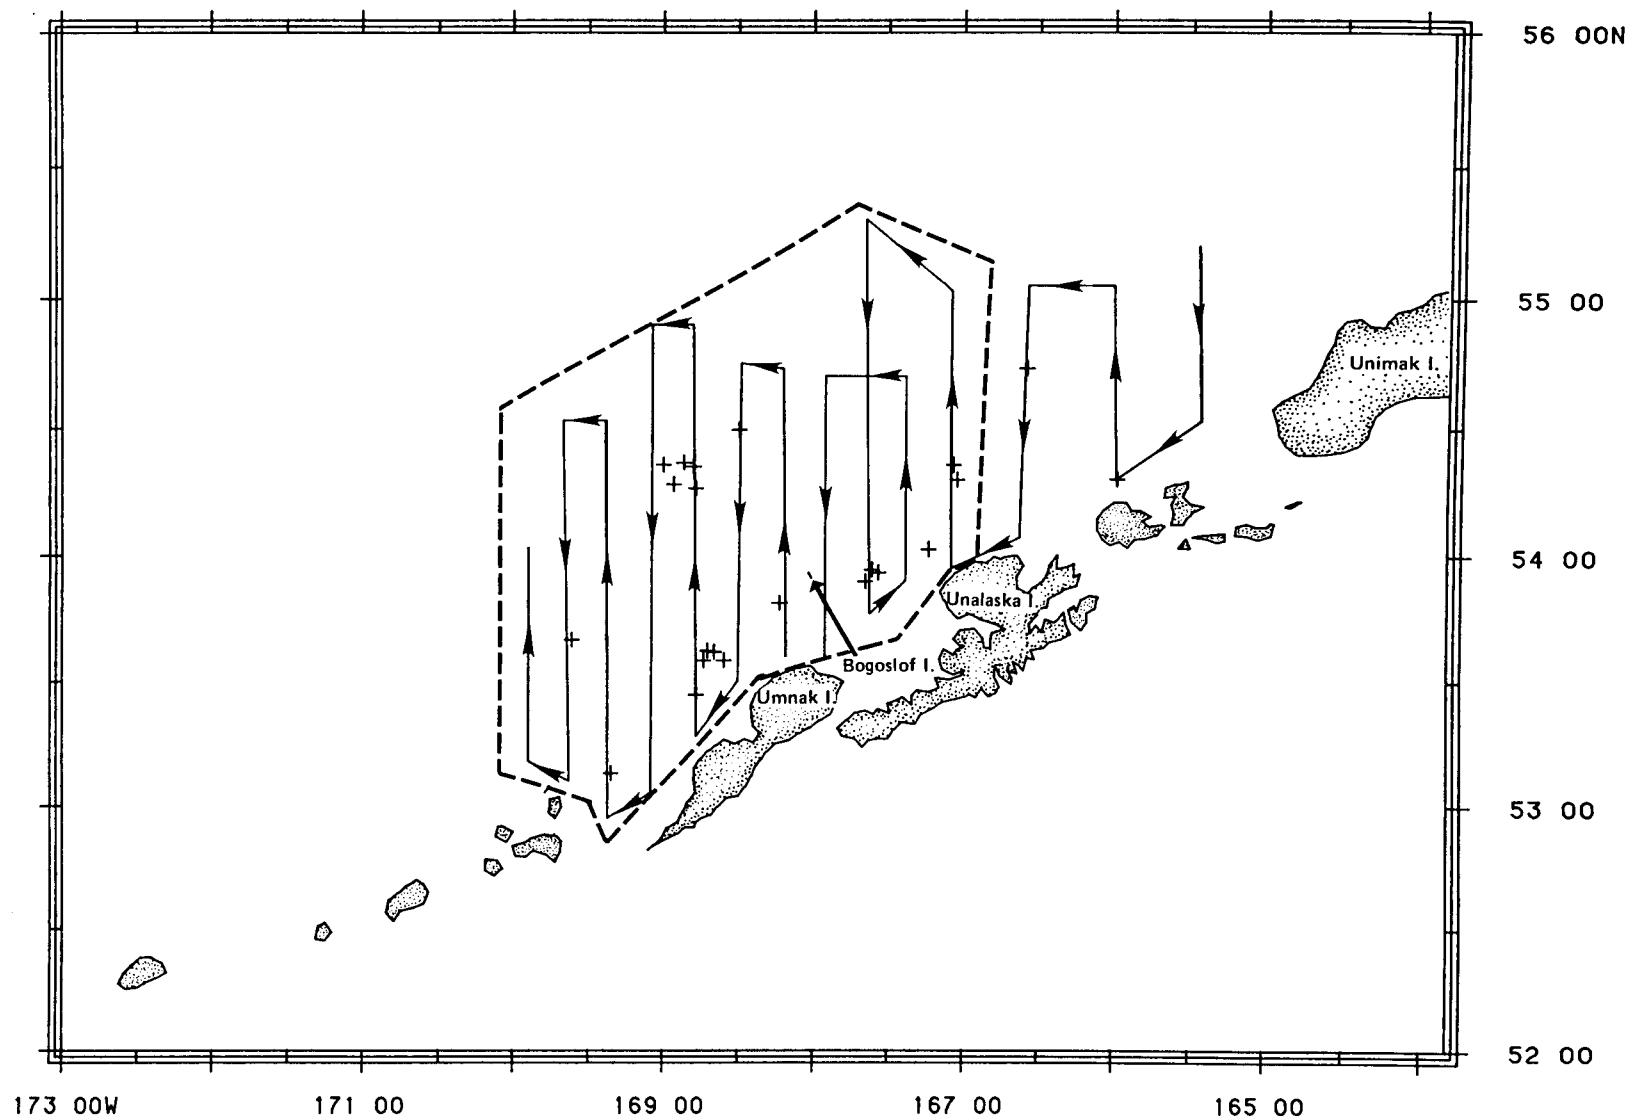 56 00N
55 00
Unimak I.
54 00
Unalaska I.
Bogoslof I.
Umnak I.
53 00
52 00
173 00W 171 00 169 00 167 00 165 00